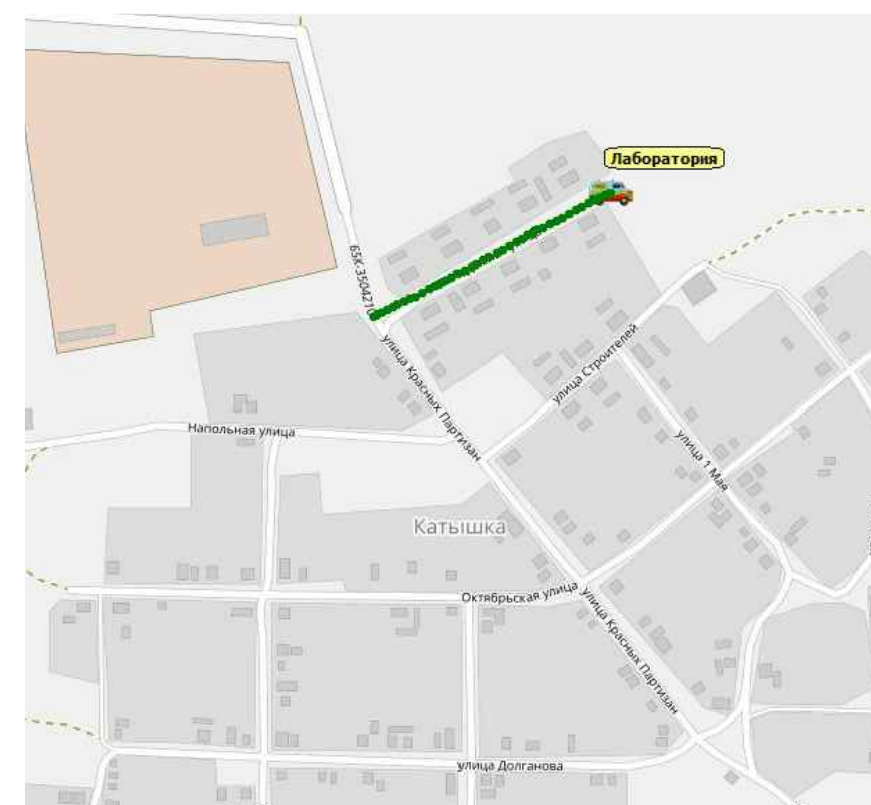 Лаборатория
65К-3504210
улица Красных Партизан
улица Строителей
Напольная улица
улица 1 Мая
Катышка
Октябрьская улица
улица Красных Партизан
улица Долганова